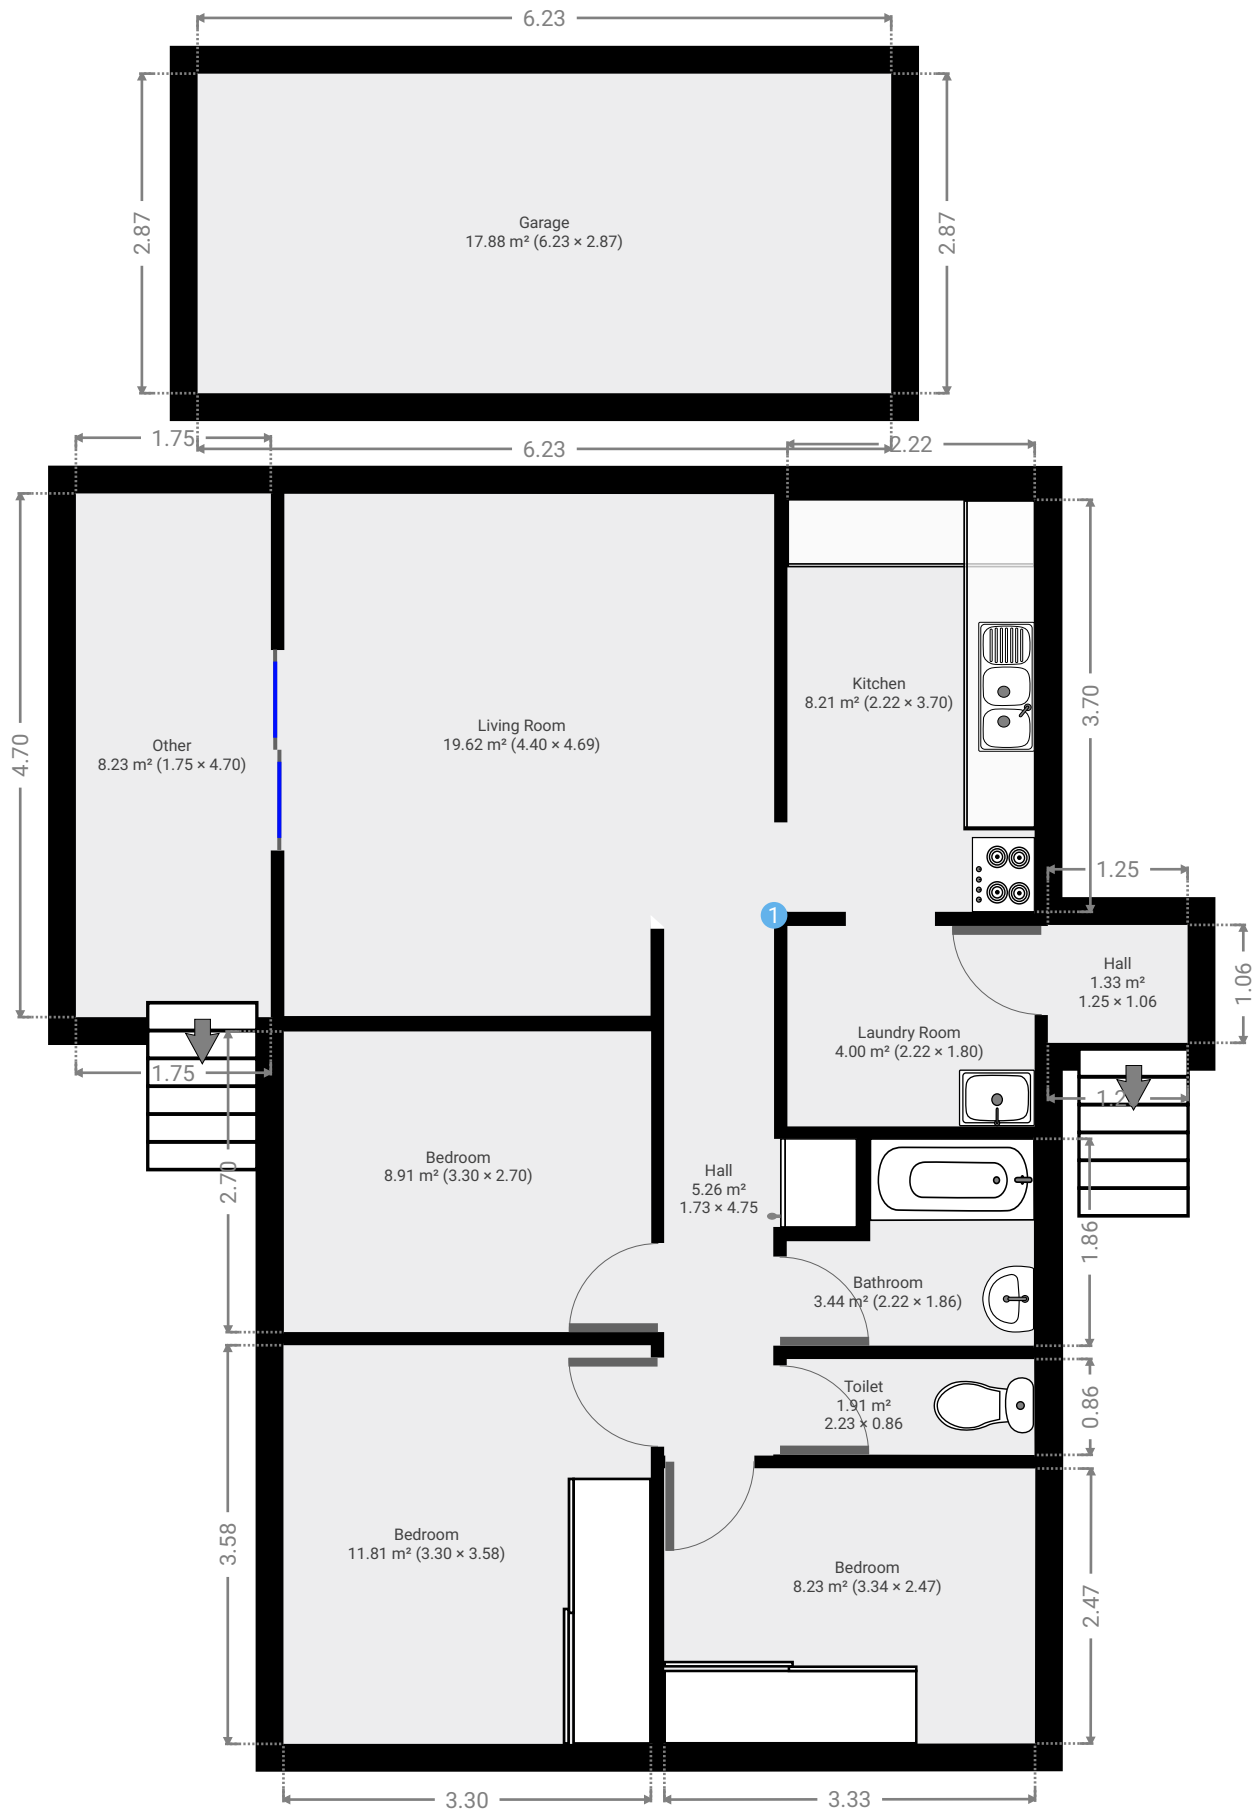 6.23
2.87
2.87
Garage
17.88 m² (6.23 × 2.87)
1.75
6.23
2.22
4.70
3.70
Other
8.23 m² (1.75 × 4.70)
Living Room
19.62 m² (4.40 × 4.69)
Kitchen
8.21 m² (2.22 × 3.70)
1.25
1
Hall
1.33 m²
1.25 × 1.06
1.06
Laundry Room
4.00 m² (2.22 × 1.80)
1.75
2.70
Bedroom
8.91 m² (3.30 × 2.70)
Hall
5.26 m²
1.73 × 4.75
1.86
Bathroom
3.44 m² (2.22 × 1.86)
Toilet
1.91 m²
2.23 × 0.86
0.86
3.58
Bedroom
11.81 m² (3.30 × 3.58)
Bedroom
8.23 m² (3.34 × 2.47)
2.47
3.30
3.33